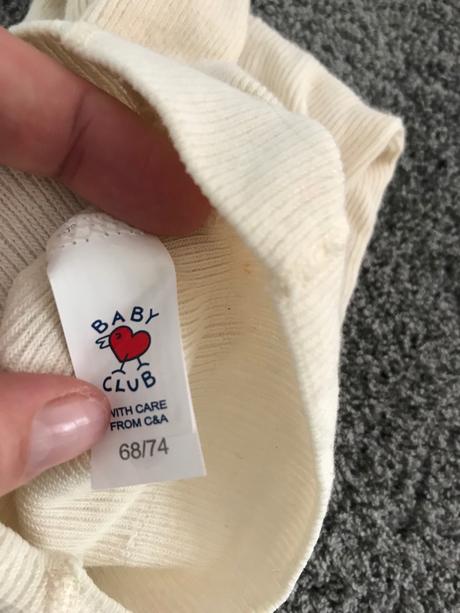 BABY
CLUB
WITH CARE
FROM C&A
68/74